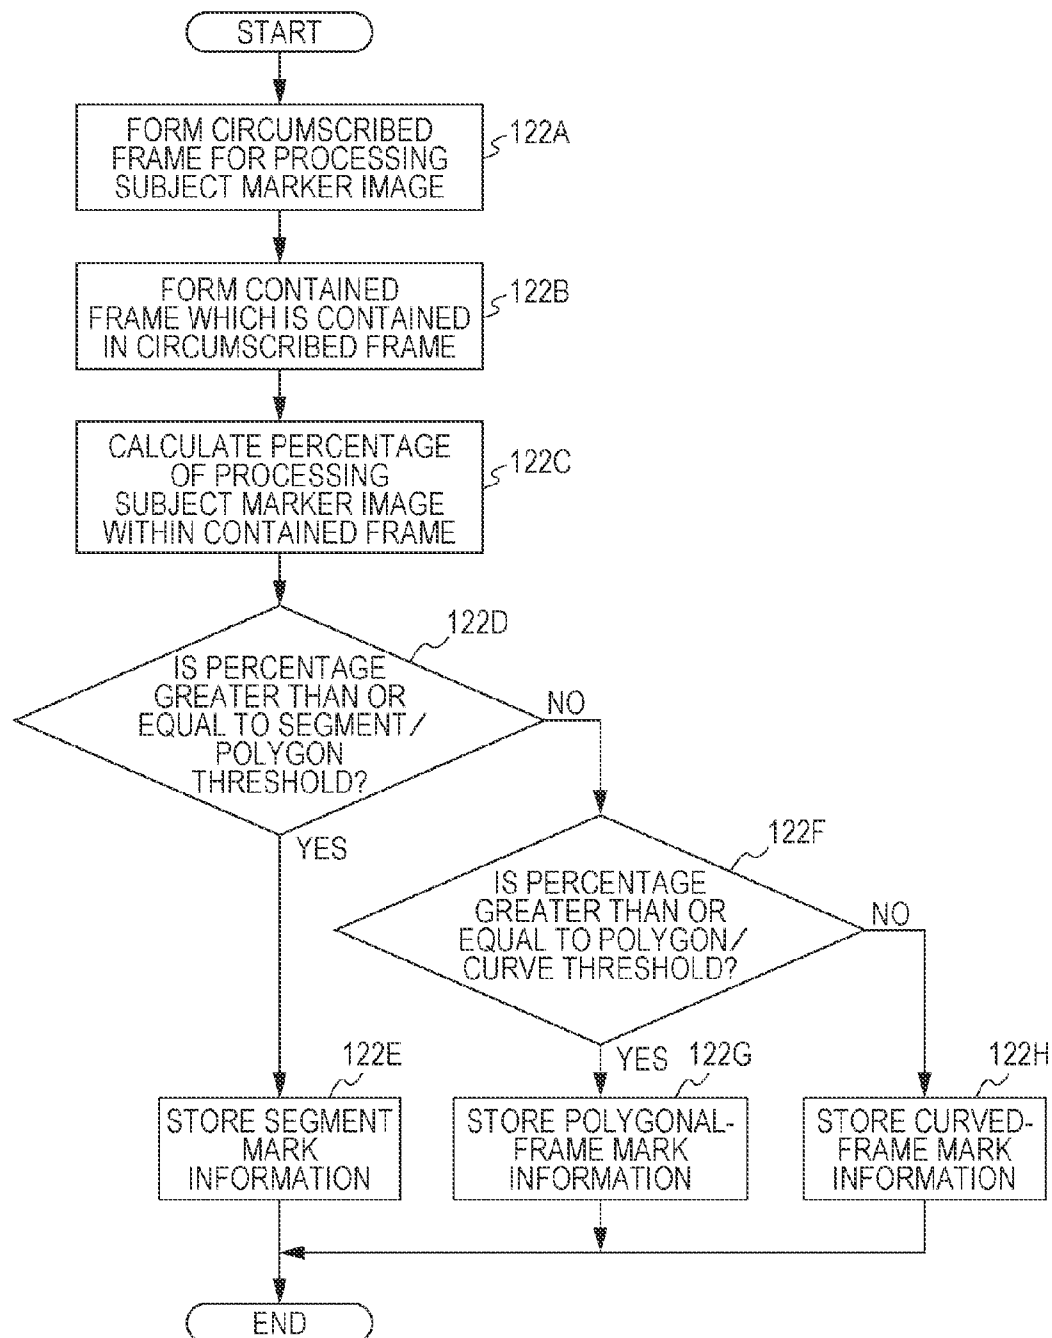 START
FORM CIRCUMSCRIBED
FRAME FOR PROCESSING
SUBJECT MARKER IMAGE
122A
FORM CONTAINED
FRAME WHICH IS CONTAINED
IN CIRCUMSCRIBED FRAME
122B
CALCULATE PERCENTAGE
OF PROCESSING
SUBJECT MARKER IMAGE
WITHIN CONTAINED FRAME
122C
122D
IS PERCENTAGE
GREATER THAN OR
EQUAL TO SEGMENT/
POLYGON
THRESHOLD?
NO
YES
122F
IS PERCENTAGE
GREATER THAN OR
EQUAL TO POLYGON/
CURVE THRESHOLD?
NO
YES
122E
STORE SEGMENT
MARK
INFORMATION
122G
STORE POLYGONAL-
FRAME MARK
INFORMATION
122H
STORE CURVED-
FRAME MARK
INFORMATION
END